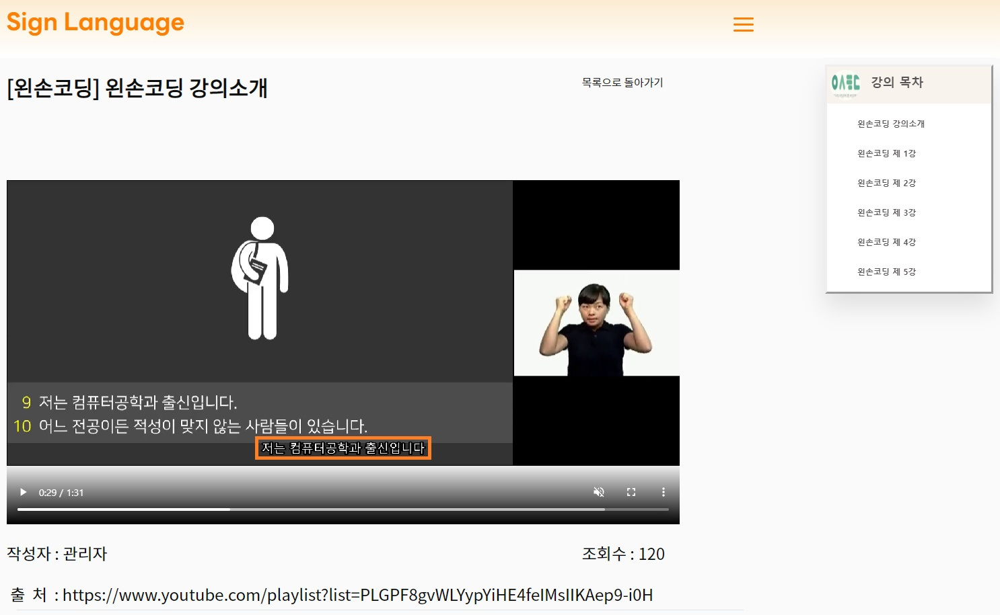 Sign Language
[왼손코딩] 왼손코딩 강의소개
목록으로 돌아가기
강의 목차
왼손코딩 강의소개
왼손코딩 제 1강
왼손코딩 제 2강
왼손코딩 제 3강
왼손코딩 제 4강
왼손코딩 제 5강
9 저는 컴퓨터공학과 출신입니다.
10 어느 전공이든 적성이 맞지 않는 사람들이 있습니다.
저는 컴퓨터공학과 출신입니다
0:29 / 1:31
작성자 : 관리자
조회수 : 120
출 처 : https://www.youtube.com/playlist?list=PLGPF8gvWLYypYiHE4feIMsIIKAep9-i0H